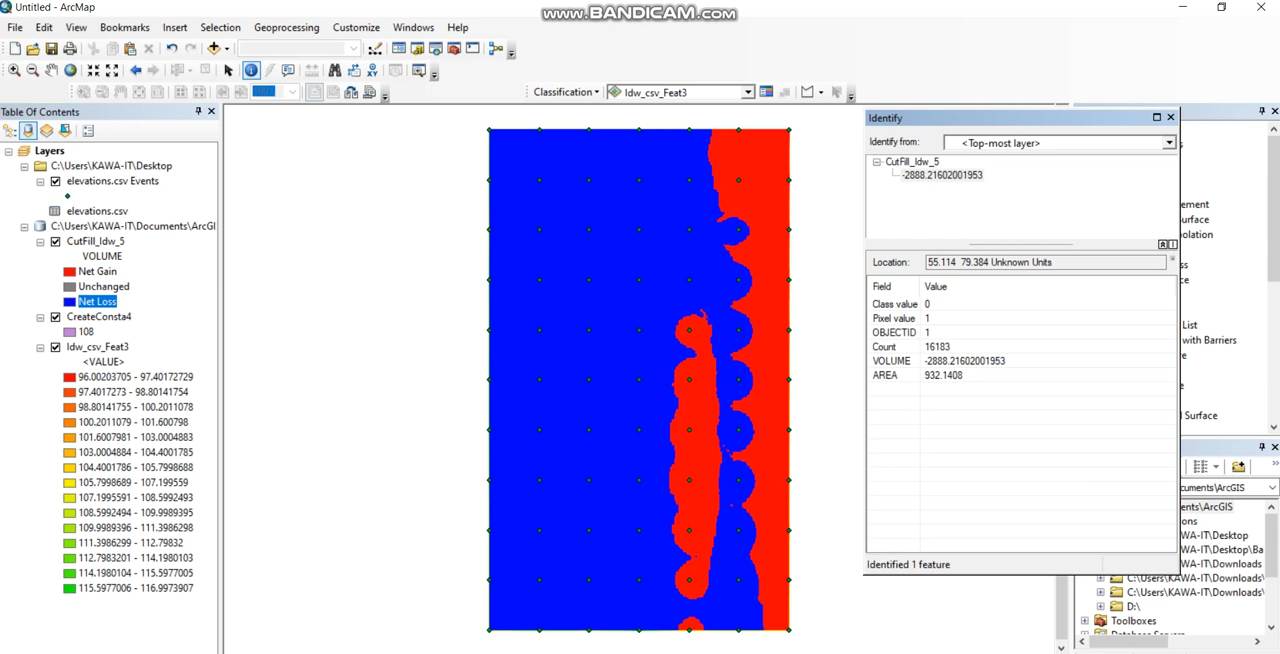 Untitled - ArcMap
www.BANDICAM.com
File Edit View Bookmarks Insert Selection Geoprocessing Customize Windows Help
Classification Idw_csv_Feat3
Table Of Contents
Layers
C:\Users\KAWA-IT\Desktop
elevations.csv Events
elevations.csv
C:\Users\KAWA-IT\Documents\ArcGI
CutFill_Idw_5
VOLUME
Net Gain
Unchanged
Net Loss
CreateConsta4
108
Idw_csv_Feat3
<VALUE>
96.00203705 - 97.40172729
97.4017273 - 98.80141754
98.80141755 - 100.2011078
100.2011079 - 101.600798
101.6007981 - 103.0004883
103.0004884 - 104.4001785
104.4001786 - 105.7998688
105.7998689 - 107.199559
107.1995591 - 108.5992493
108.5992494 - 109.9989395
109.9989396 - 111.3986298
111.3986299 - 112.79832
112.7983201 - 114.1980103
114.1980104 - 115.5977005
115.5977006 - 116.9973907
Identify
Identify from: <Top-most layer>
CutFill_Idw_5
-2888.21602001953
Location: 55.114 79.384 Unknown Units
Field Value
Class value 0
Pixel value 1
OBJECTID 1
Count 16183
VOLUME -2888.21602001953
AREA 932.1408
Identified 1 feature
ement
urface
olation
ss
e
List
with Barriers
e
d Surface
cuments\ArcGIS
ents\ArcGIS
ons
WA-IT\Desktop
WA-IT\Desktop\Ba
WA-IT\Downloads
C:\Users\KAWA-IT\Downloads\
C:\Users\KAWA-IT\Downloads\
D:\
Toolboxes
Database Servers